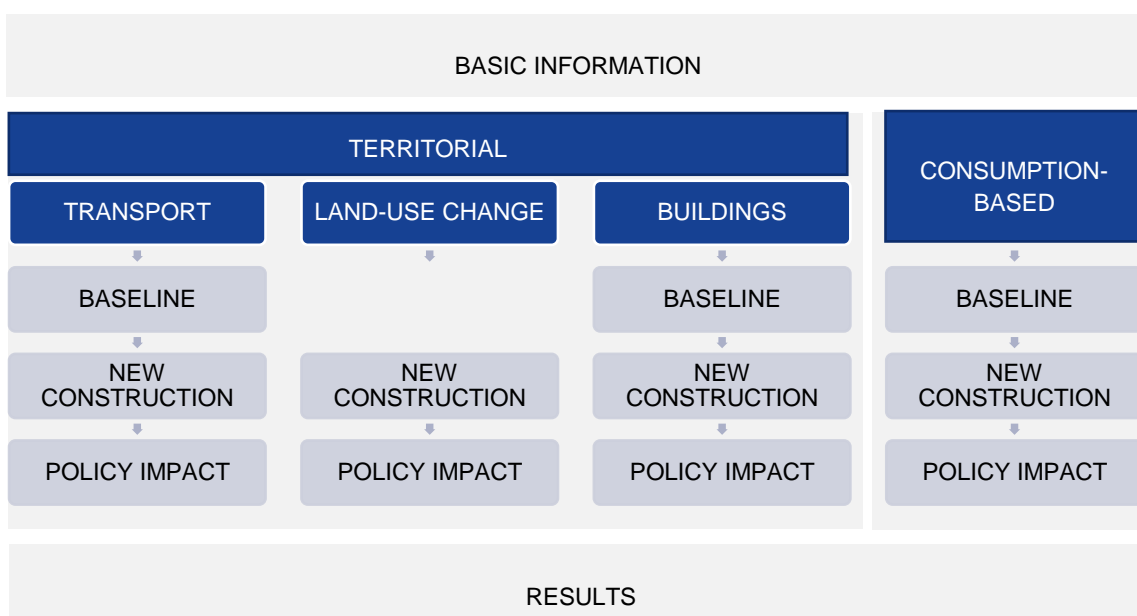 BASIC INFORMATION
TERRITORIAL
CONSUMPTION-
BASED
TRANSPORT
LAND-USE CHANGE
BUILDINGS
BASELINE
BASELINE
BASELINE
NEW
CONSTRUCTION
NEW
CONSTRUCTION
NEW
CONSTRUCTION
NEW
CONSTRUCTION
POLICY IMPACT
POLICY IMPACT
POLICY IMPACT
POLICY IMPACT
RESULTS